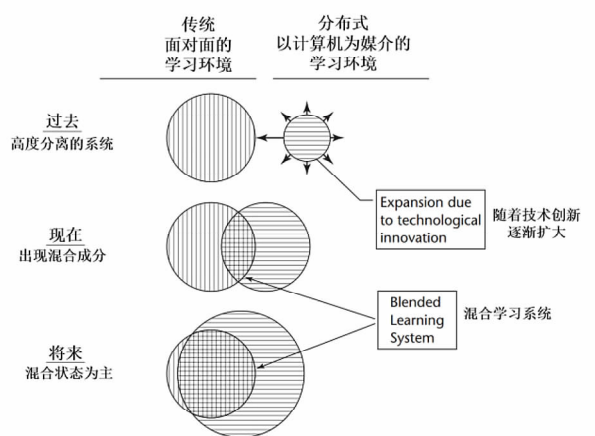 传统
面对面的
学习环境
分布式
以计算机为媒介的
学习环境
过去
高度分离的系统
Expansion due
to technological
innovation
随着技术创新
逐渐扩大
现在
出现混合成分
Blended
Learning
System
混合学习系统
将来
混合状态为主